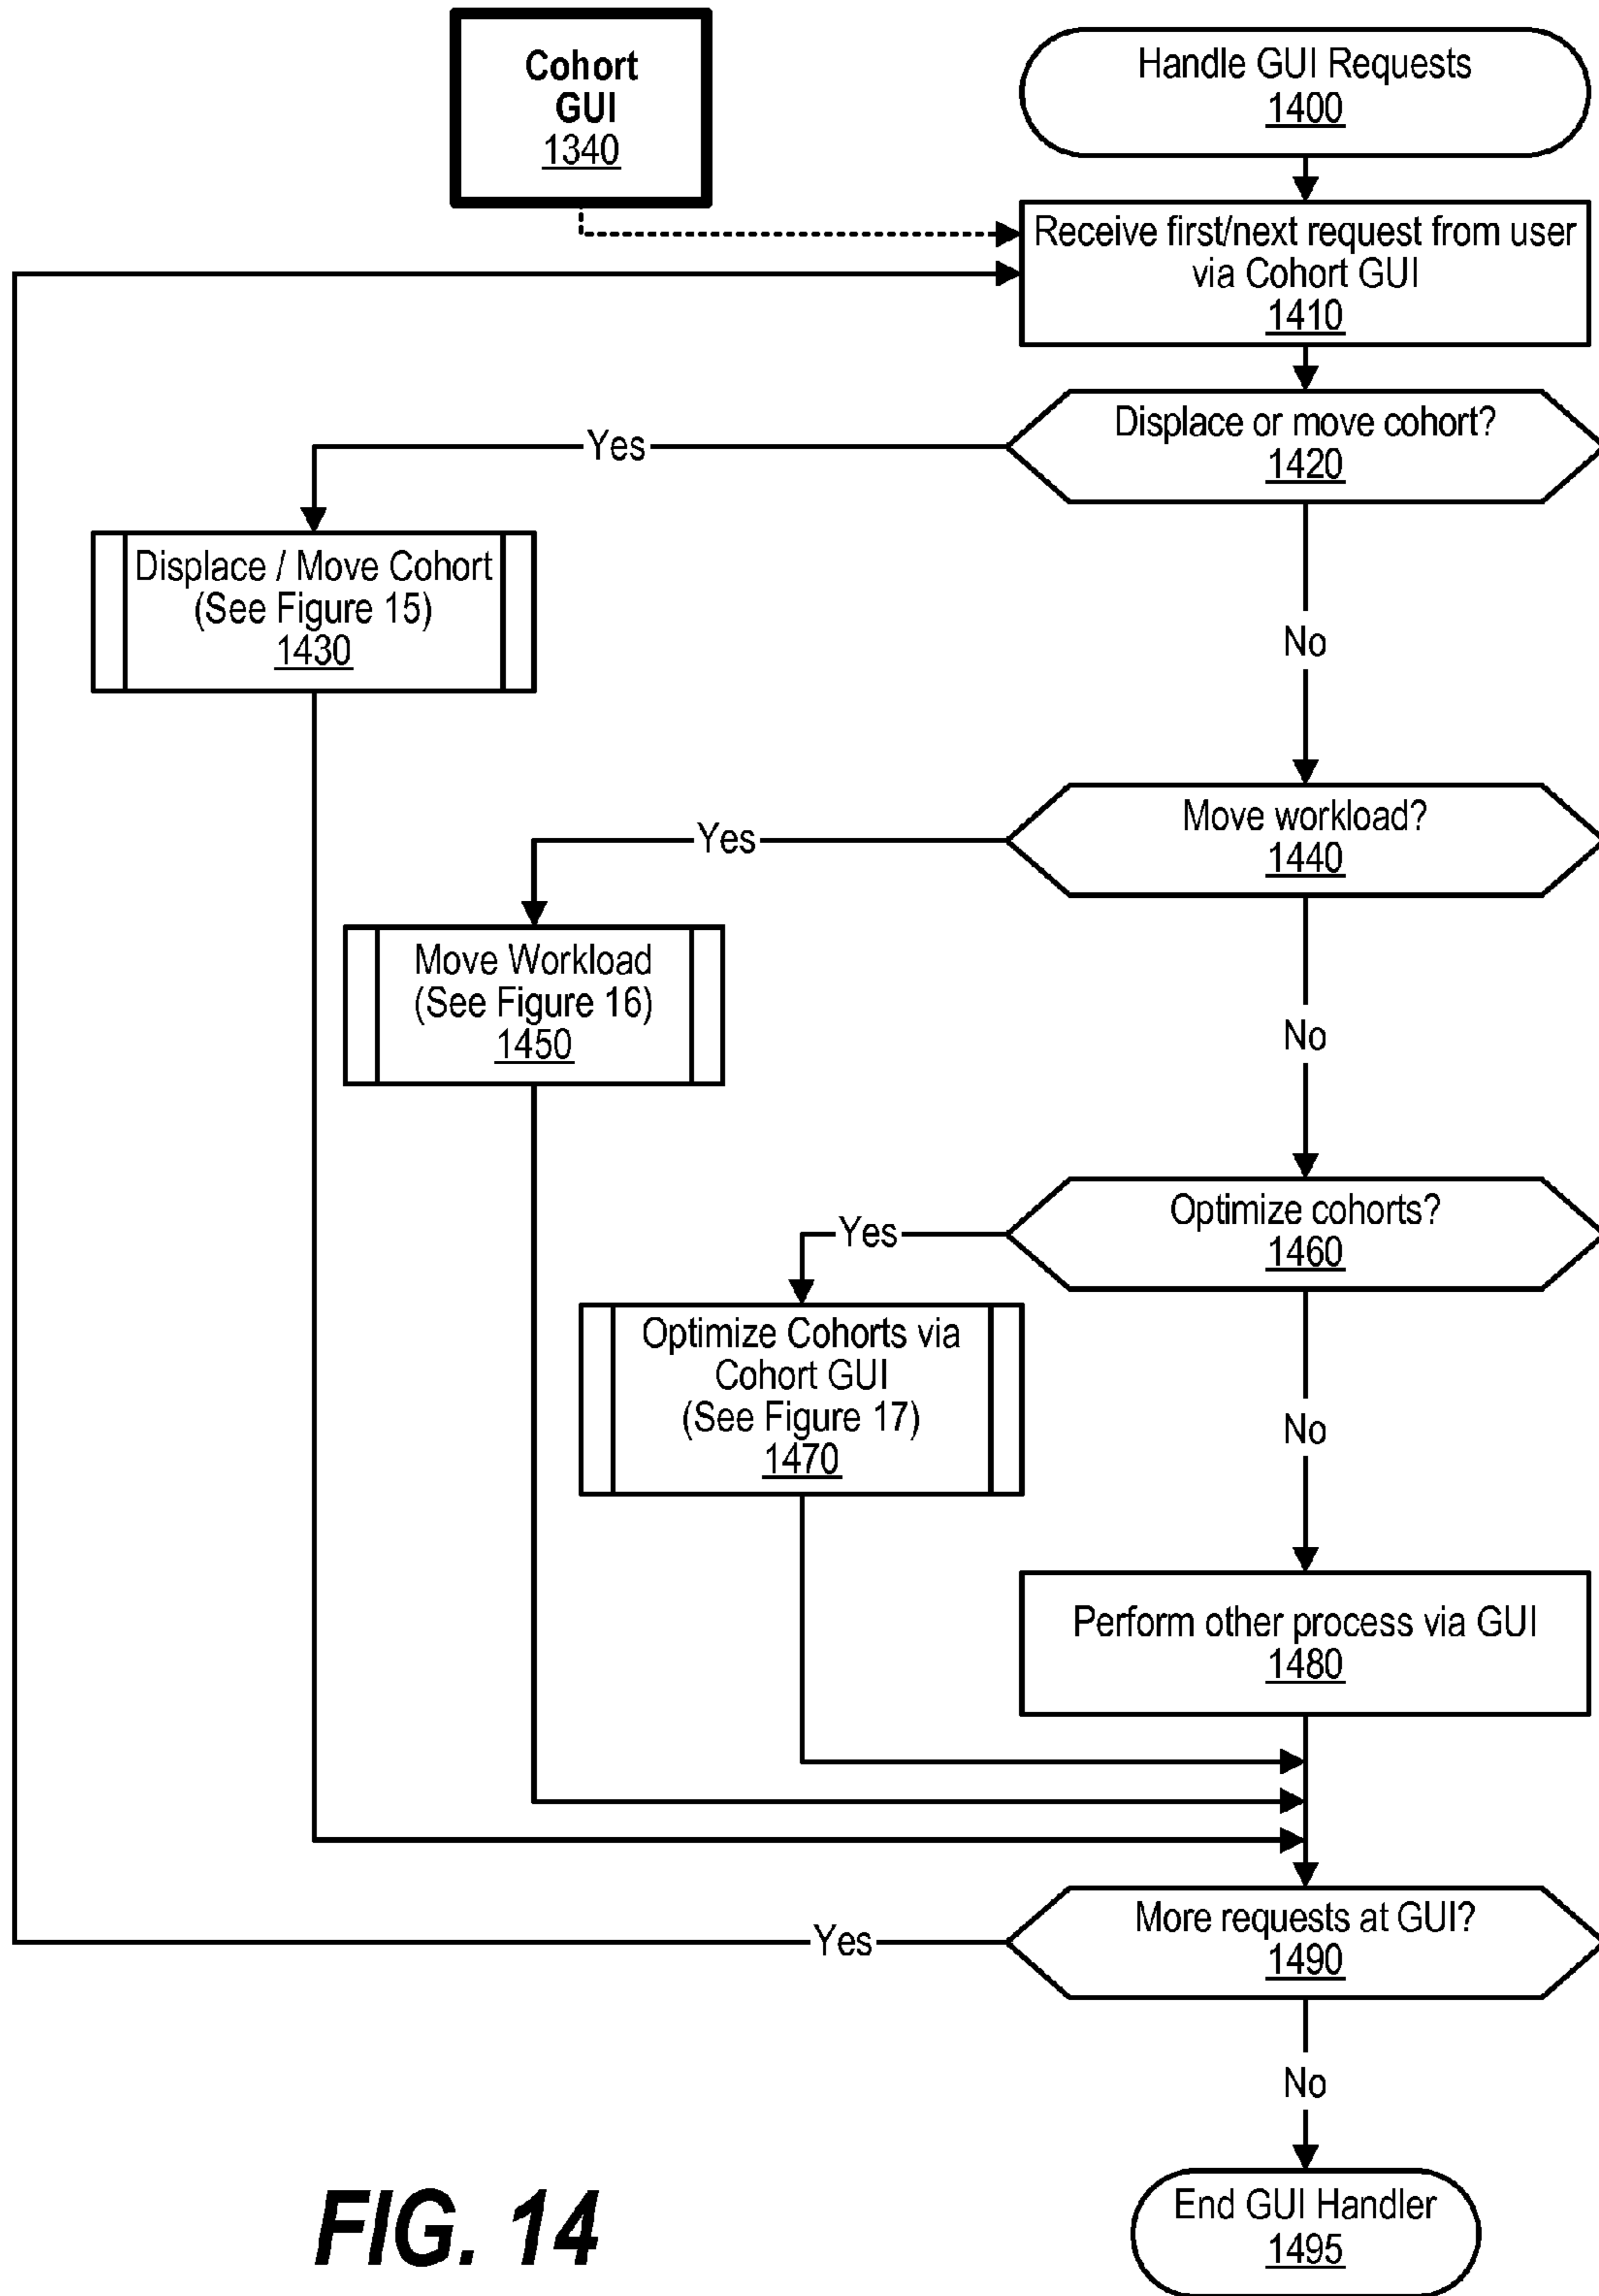 Cohort
GUI
1340
Handle GUI Requests
1400
Receive first/next request from user
via Cohort GUI
1410
Displace or move cohort?
1420
Yes
Displace / Move Cohort
(See Figure 15)
1430
No
Move workload?
1440
Yes
Move Workload
(See Figure 16)
1450
No
Optimize cohorts?
1460
Yes
Optimize Cohorts via
Cohort GUI
(See Figure 17)
1470
No
Perform other process via GUI
1480
More requests at GUI?
1490
Yes
No
End GUI Handler
1495
FIG. 14